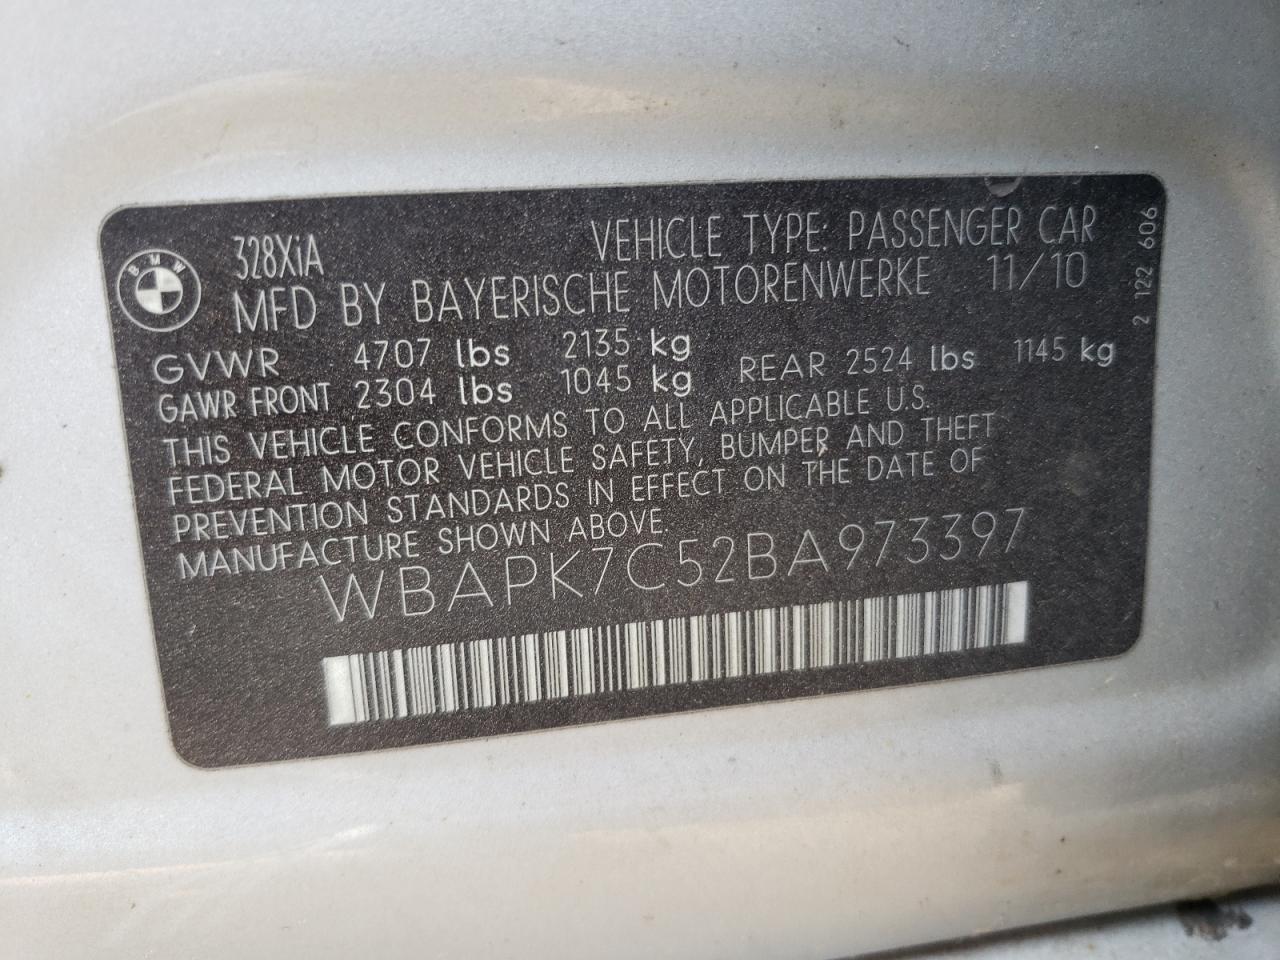 BMW
328XiA
VEHICLE TYPE: PASSENGER CAR
MFD BY BAYERISCHE MOTORENWERKE 11/10
GVWR 4707 lbs 2135 kg
GAWR FRONT 2304 lbs 1045 kg REAR 2524 lbs 1145 kg
THIS VEHICLE CONFORMS TO ALL APPLICABLE U.S.
FEDERAL MOTOR VEHICLE SAFETY, BUMPER AND THEFT
PREVENTION STANDARDS IN EFFECT ON THE DATE OF
MANUFACTURE SHOWN ABOVE
WBAPK7C52BA973397
2 122 606